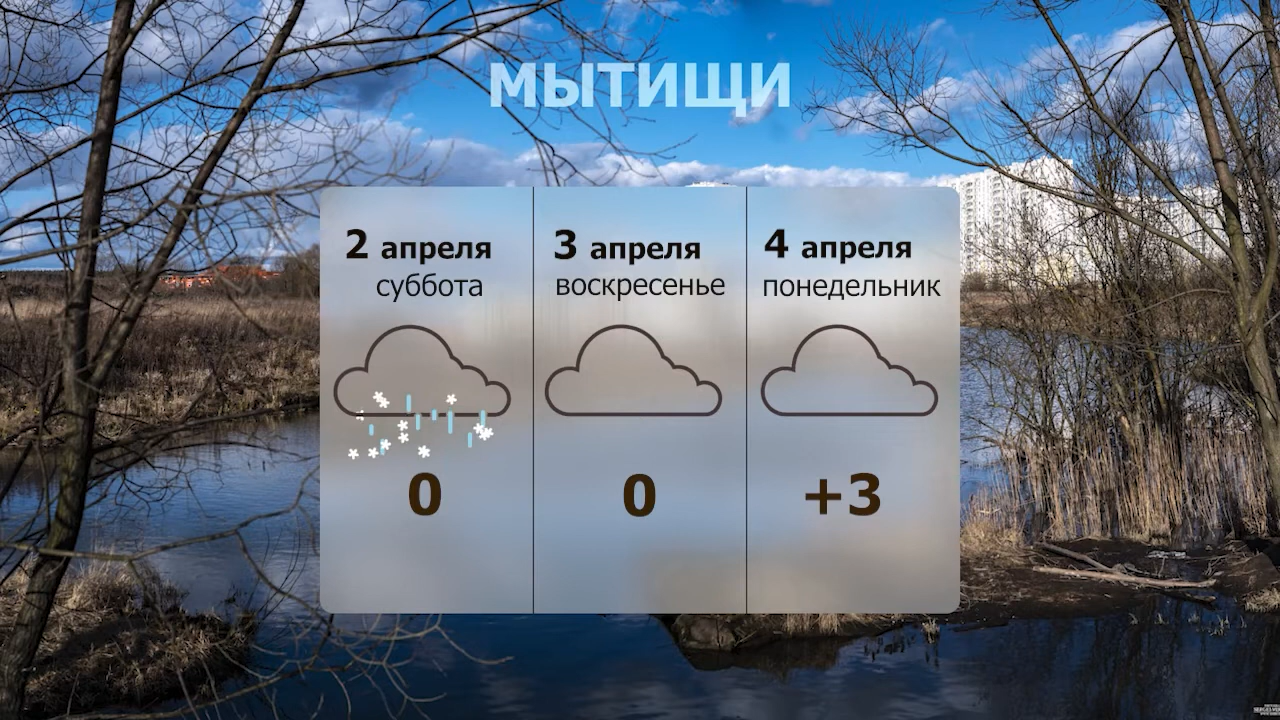 МЫТИЩИ
2 апреля
суббота
0
3 апреля
воскресенье
0
4 апреля
понедельник
+3